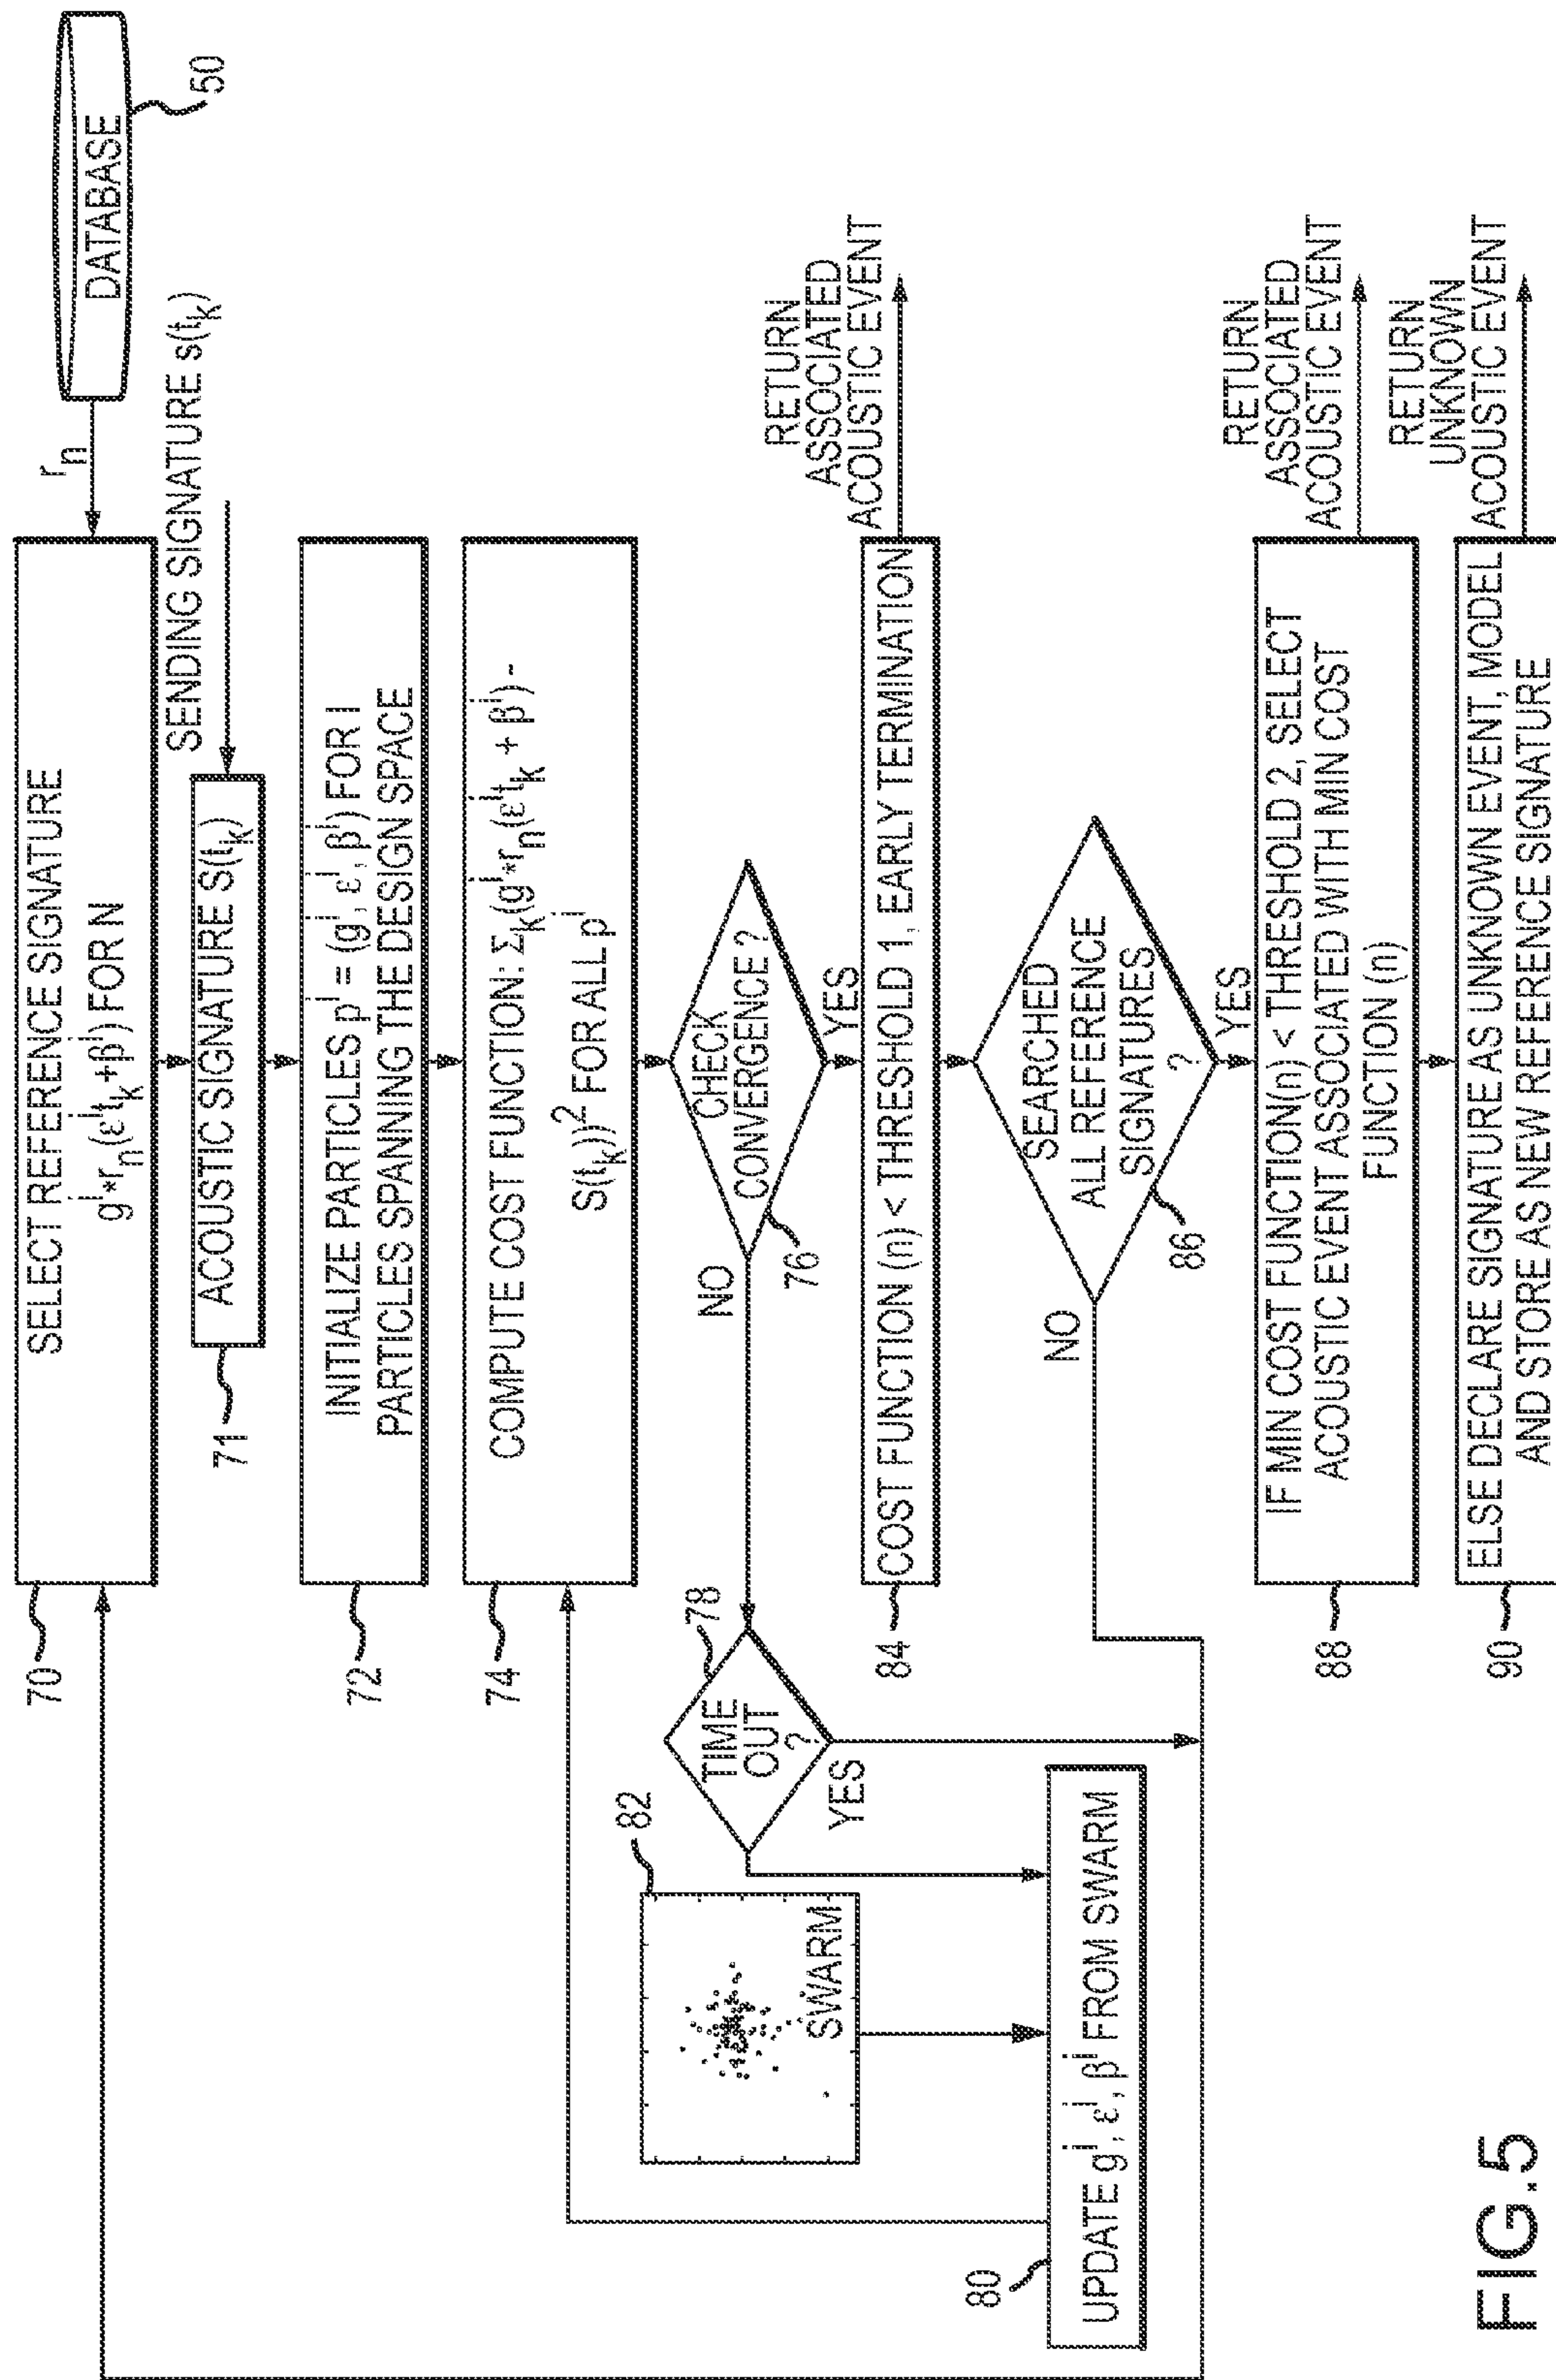 DATABASE
50
r_n
SELECT REFERENCE SIGNATURE
g^i*r_n(ε^i t_k+β^i) FOR N
70
SENDING SIGNATURE s(t_k)
ACOUSTIC SIGNATURE S(t_k)
71
INITIALIZE PARTICLES p^i = (g^i, ε^i, β^i) FOR I
PARTICLES SPANNING THE DESIGN SPACE
72
COMPUTE COST FUNCTION: Σ_k(g^i*r_n(ε^i t_k + β^i) -
S(t_k))^2 FOR ALL p^i
74
CHECK
CONVERGENCE ?
76
NO
YES
TIME
OUT
?
78
YES
SWARM
82
UPDATE g^i, ε^i, β^i FROM SWARM
80
COST FUNCTION (n) < THRESHOLD 1, EARLY TERMINATION
84
RETURN
ASSOCIATED
ACOUSTIC EVENT
SEARCHED
ALL REFERENCE
SIGNATURES
?
86
NO
YES
IF MIN COST FUNCTION(n) < THRESHOLD 2, SELECT
ACOUSTIC EVENT ASSOCIATED WITH MIN COST
FUNCTION (n)
88
RETURN
ASSOCIATED
ACOUSTIC EVENT
ELSE DECLARE SIGNATURE AS UNKNOWN EVENT, MODEL
AND STORE AS NEW REFERENCE SIGNATURE
90
RETURN
UNKNOWN
ACOUSTIC EVENT
FIG.5